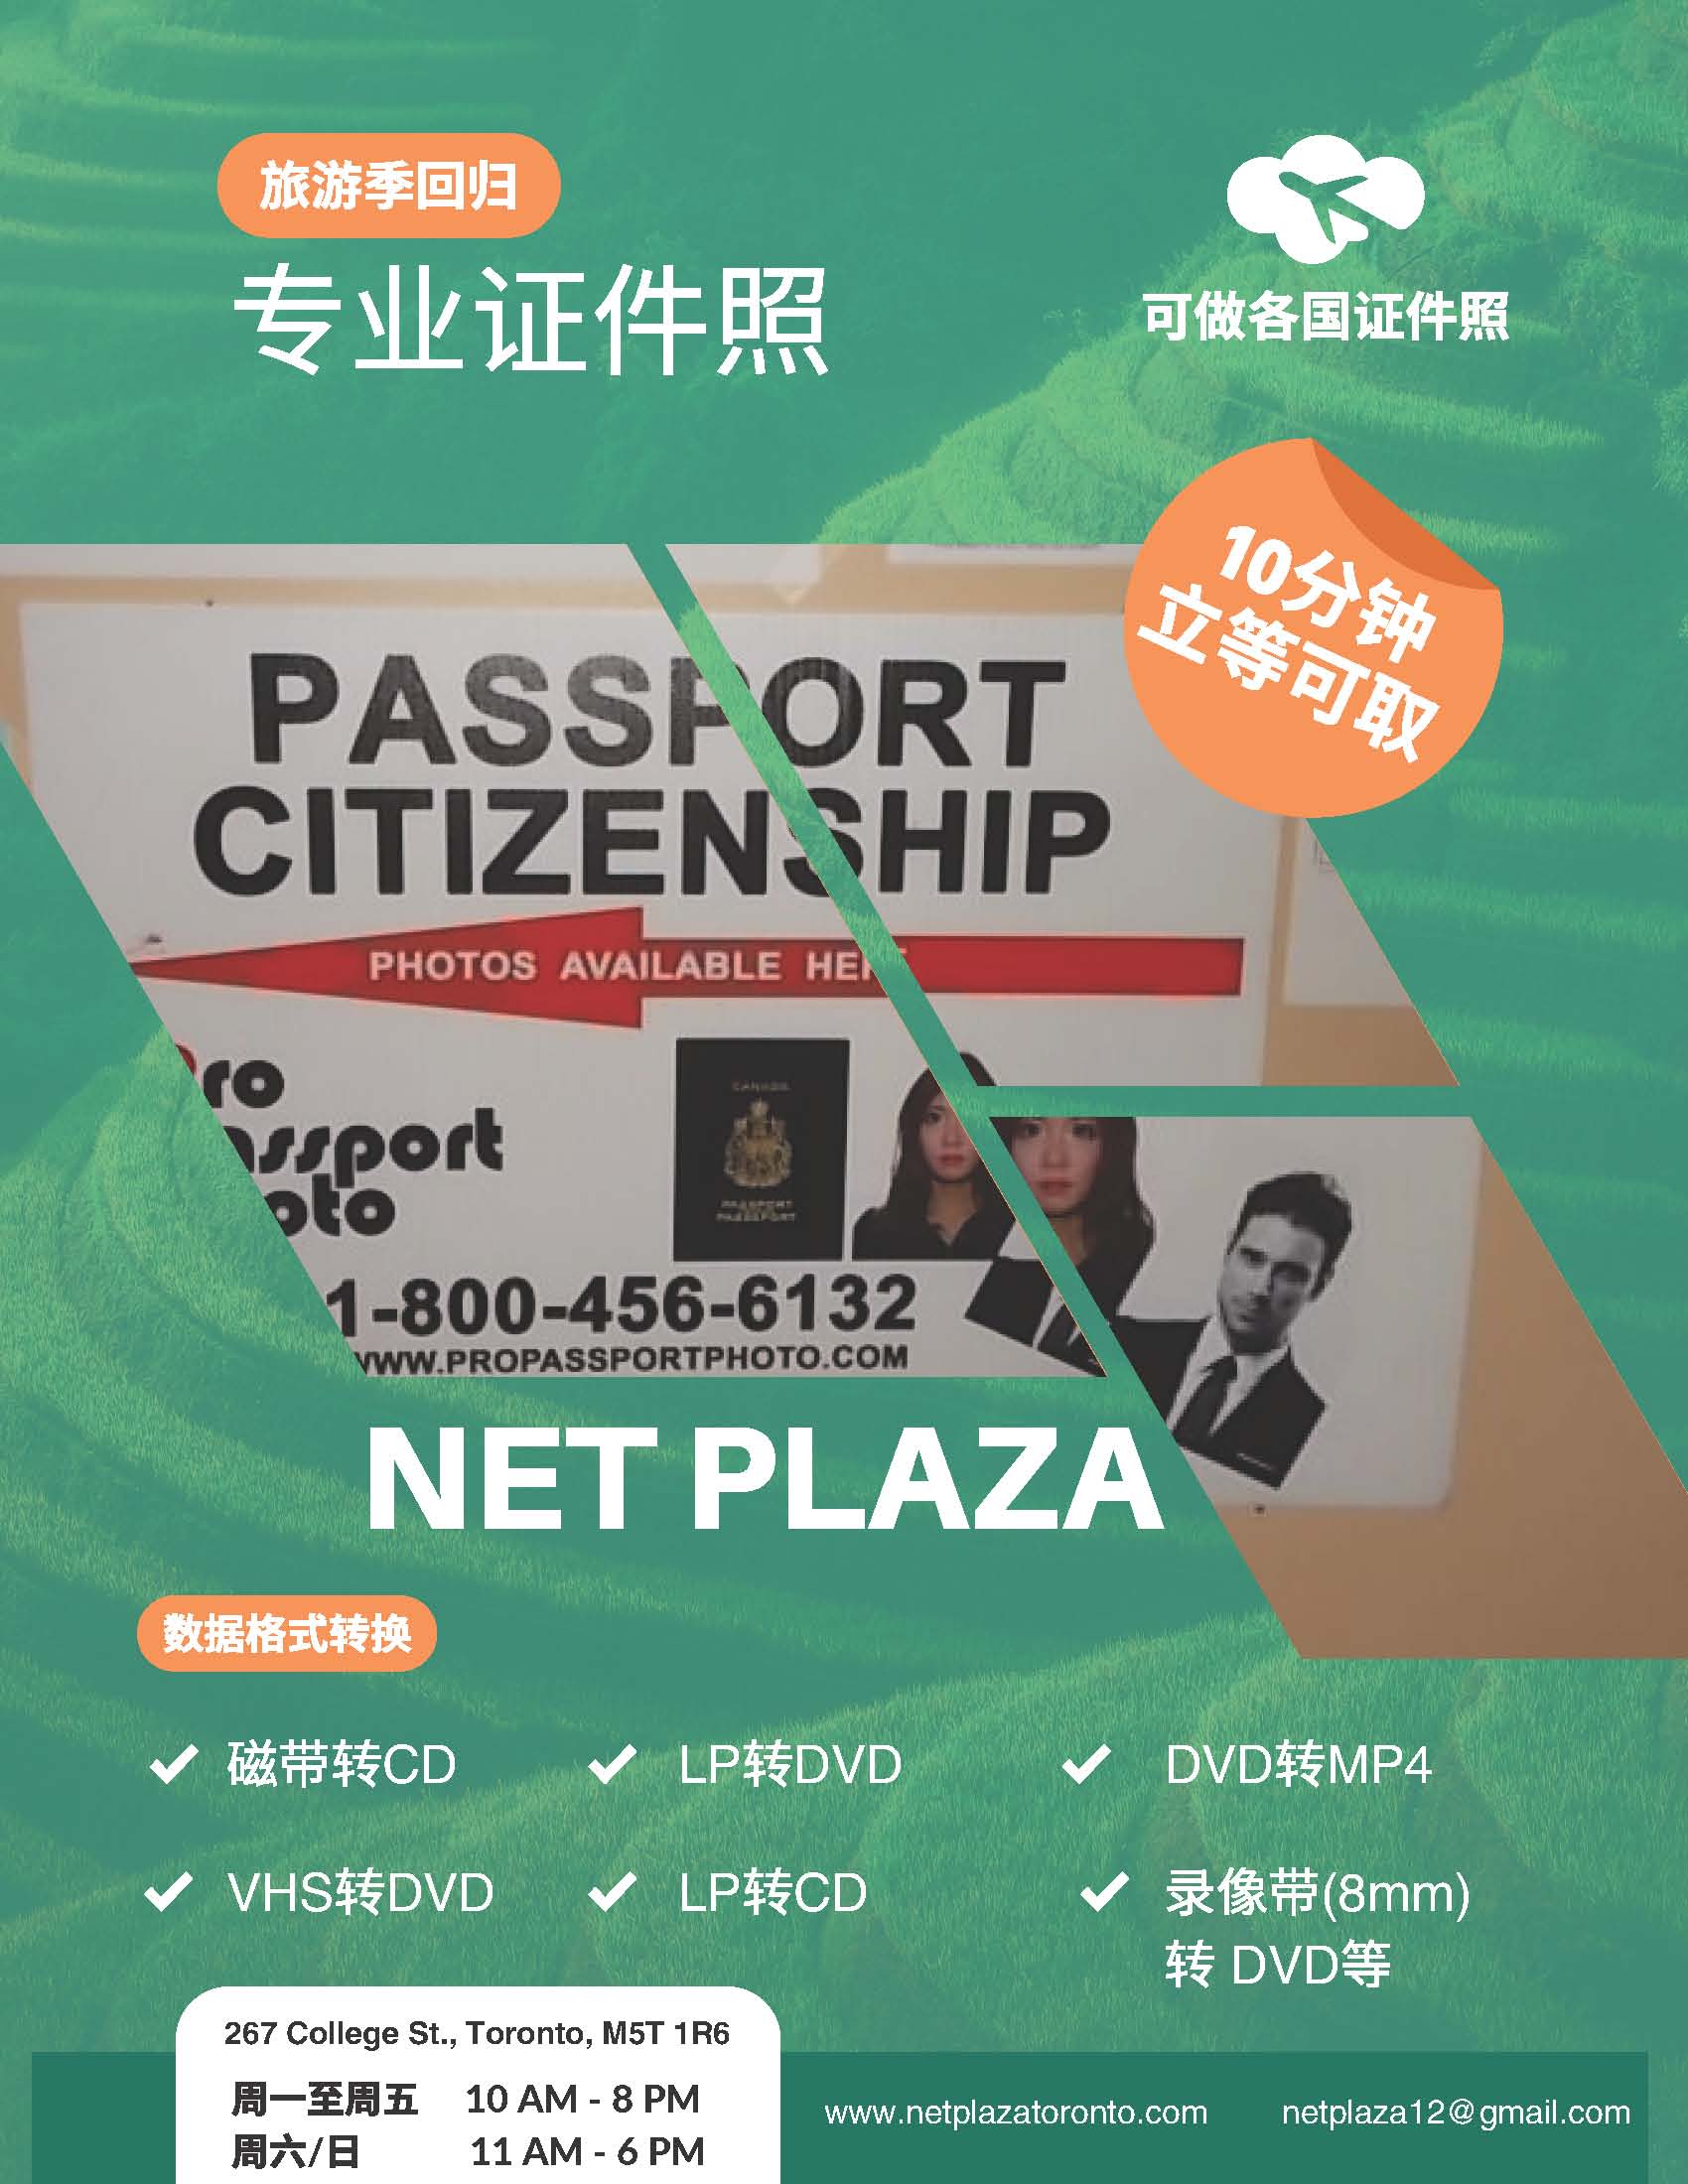 旅游季回归
专业证件照
可做各国证件照
10分钟
立等可取
PASSPORT
CITIZENSHIP
PHOTOS AVAILABLE
ro
ssport
oto
CANADA
PASSPORT
PASSEPORT
1-800-456-6132
WWW.PROPASSPORTPHOTO.COM
NET PLAZA
数据格式转换
磁带转CD
LP转DVD
DVD转MP4
VHS转DVD
LP转CD
录像带(8mm)
转 DVD等
267 College St., Toronto, M5T 1R6
周一至周五 10 AM - 8 PM
周六/日 11 AM - 6 PM
www.netplazatoronto.com
netplaza12@gmail.com